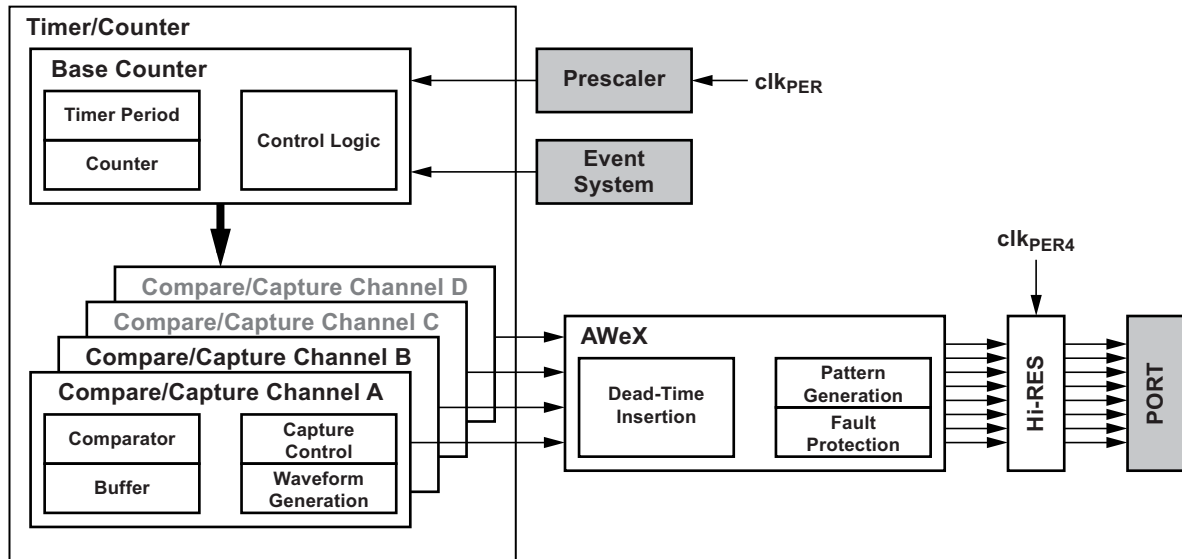 Timer/Counter
Base Counter
Timer Period
Counter
Control Logic
Prescaler
clkPER
Event
System
clkPER4
Compare/Capture Channel D
Compare/Capture Channel C
Compare/Capture Channel B
Compare/Capture Channel A
Comparator
Buffer
Capture
Control
Waveform
Generation
AWeX
Dead-Time
Insertion
Pattern
Generation
Fault
Protection
Hi-RES
PORT